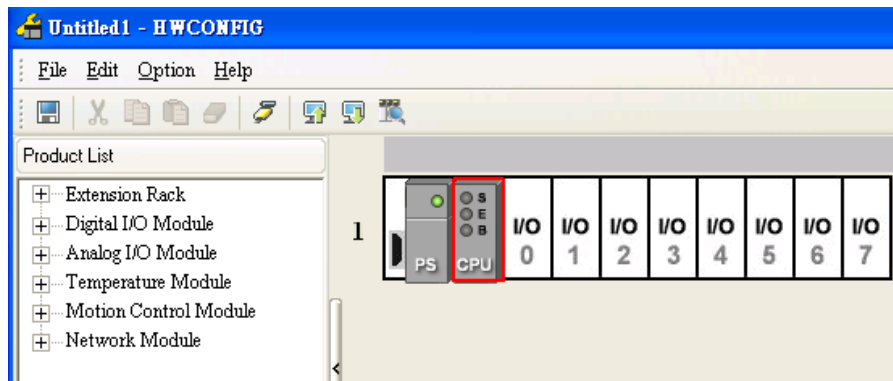 Untitled1 - HWCONFIG
File Edit Option Help
Product List
Extension Rack
Digital I/O Module
Analog I/O Module
Temperature Module
Motion Control Module
Network Module
1
PS
S
E
B
CPU
I/O 0
I/O 1
I/O 2
I/O 3
I/O 4
I/O 5
I/O 6
I/O 7